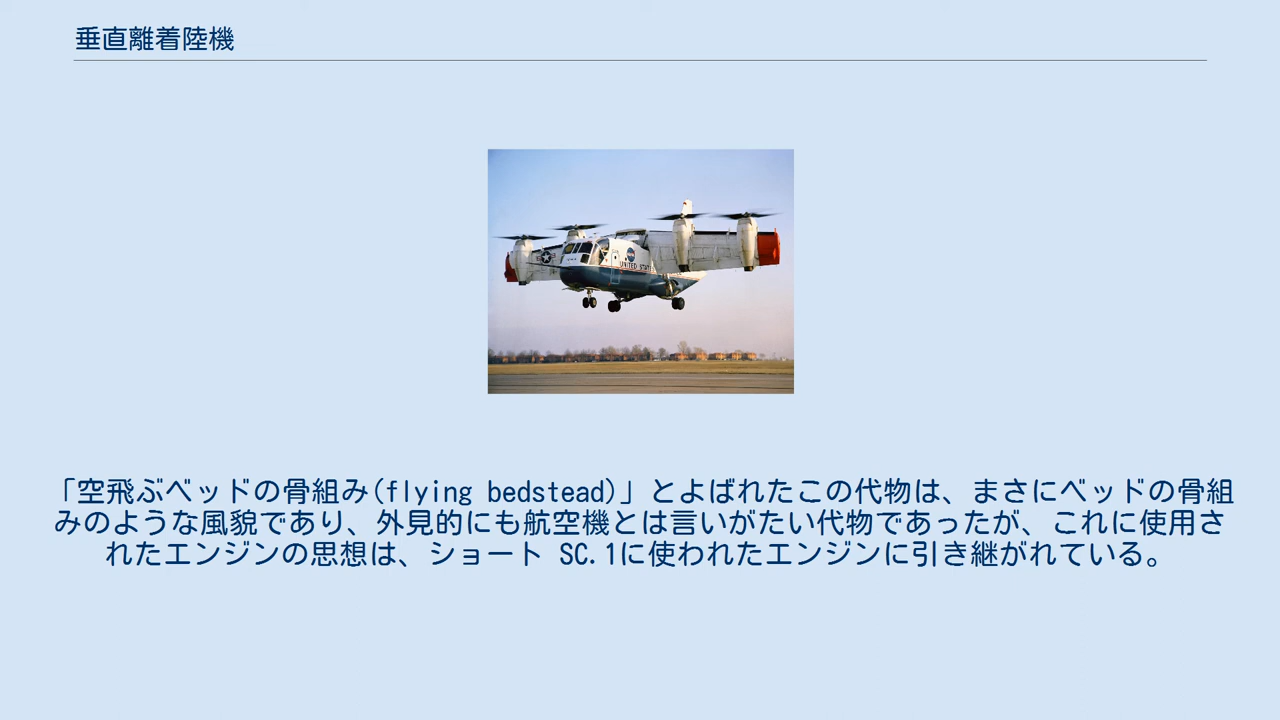 垂直離着陸機
UNITED STATES
「空飛ぶベッドの骨組み(flying bedstead)」とよばれたこの代物は、まさにベッドの骨組
みのような風貌であり、外見的にも航空機とは言いがたい代物であったが、これに使用さ
れたエンジンの思想は、ショート SC.1に使われたエンジンに引き継がれている。